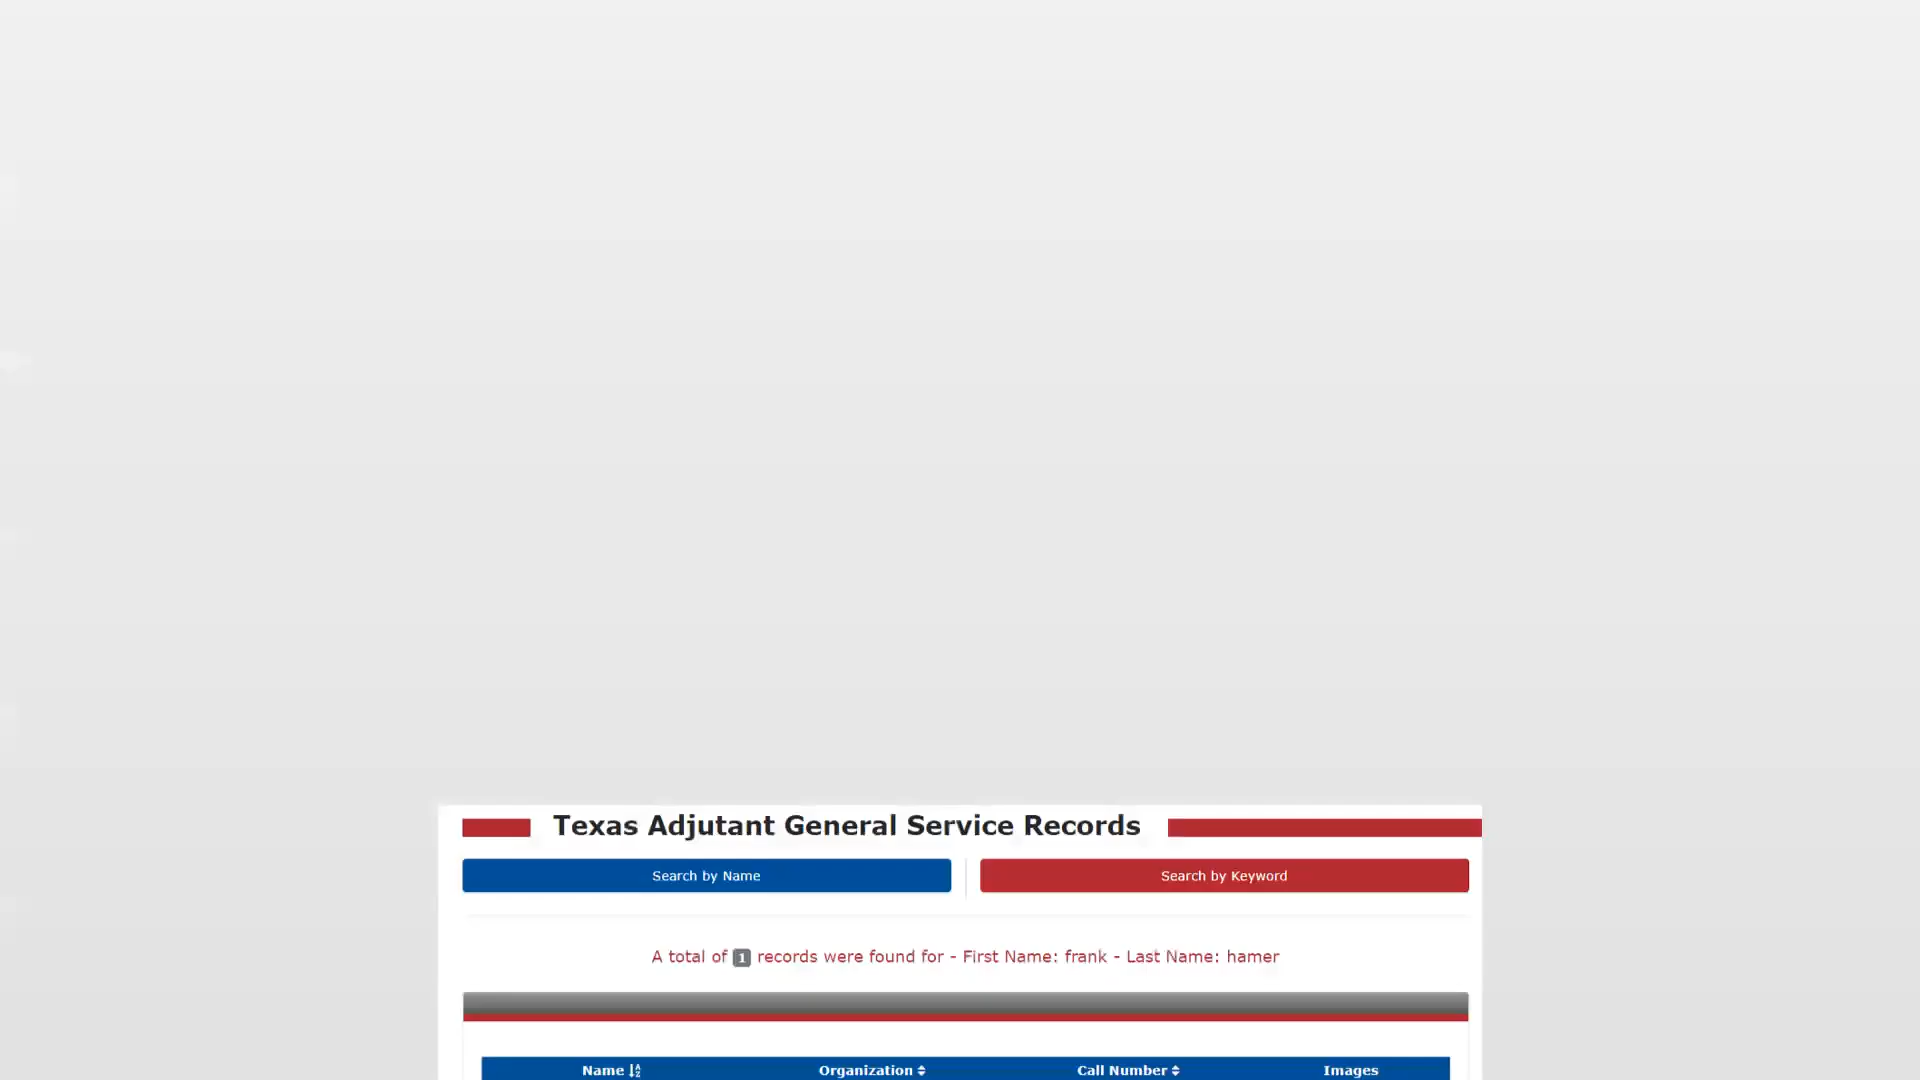 Texas Adjutant General Service Records
Search by Name
Search by Keyword
A total of 1 records were found for - First Name: frank - Last Name: hamer
Name Organization Call Number Images